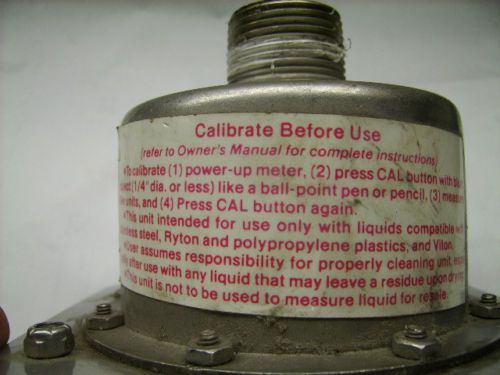 Calibrate Before Use
(refer to Owner's Manual for complete instructions)
•To calibrate (1) power-up meter, (2) press CAL button with
(1/4" dia. or less) like a ball-point pen or pencil, (3)
units, and (4) Press CAL button again.
•This unit intended for use only with liquids compatible
steel, Ryton and polypropylene plastics, and Viton.
•User assumes responsibility for properly cleaning unit,
after use with any liquid that may leave a residue upon drying
•This unit is not to be used to measure liquid for resale.